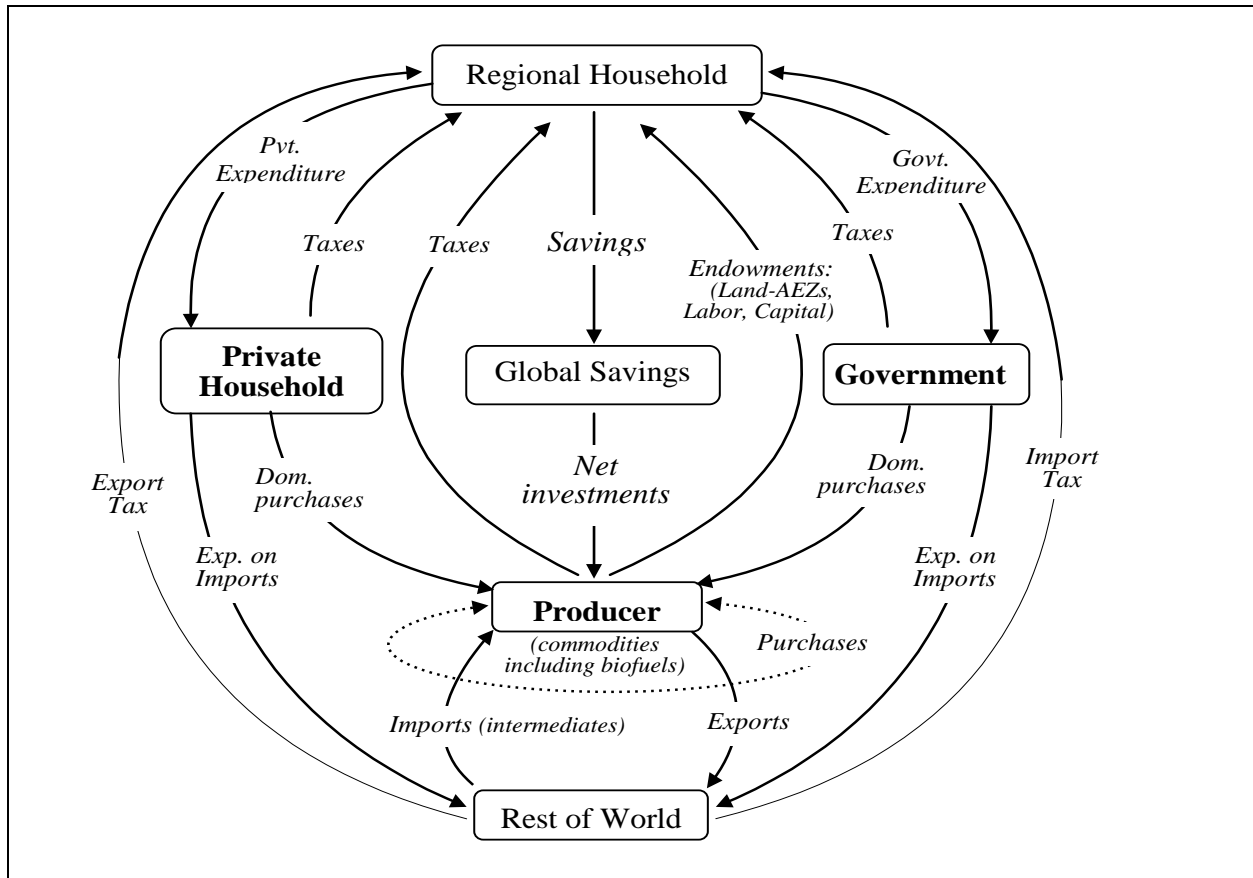 Regional Household
Pvt.
Expenditure
Govt.
Expenditure
Taxes
Taxes
Savings
Taxes
Endowments:
(Land-AEZs,
Labor, Capital)
Private
Household
Global Savings
Government
Export
Tax
Dom.
purchases
Net
investments
Dom.
purchases
Import
Tax
Exp. on
Imports
Exp. on
Imports
Producer
(commodities
including biofuels)
Purchases
Imports (intermediates)
Exports
Rest of World